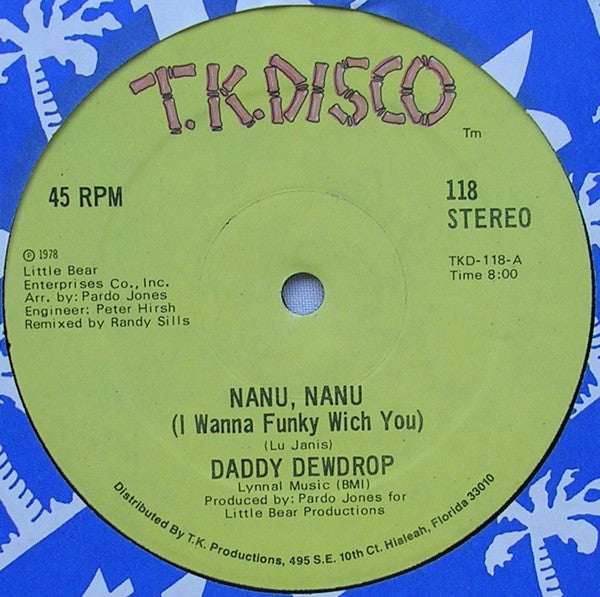 T.K.DISCO
Tm
45 RPM
118
STEREO
℗ 1978
Little Bear
Enterprises Co., Inc.
Arr. by: Pardo Jones
Engineer: Peter Hirsh
Remixed by Randy Sills
TKD-118-A
Time 8:00
NANU, NANU
(I Wanna Funky Wich You)
(Lu Janis)
DADDY DEWDROP
Lynnal Music (BMI)
Produced by: Pardo Jones for
Little Bear Productions
Distributed By T.K. Productions, 495 S.E. 10th Ct. Hialeah, Florida 33010